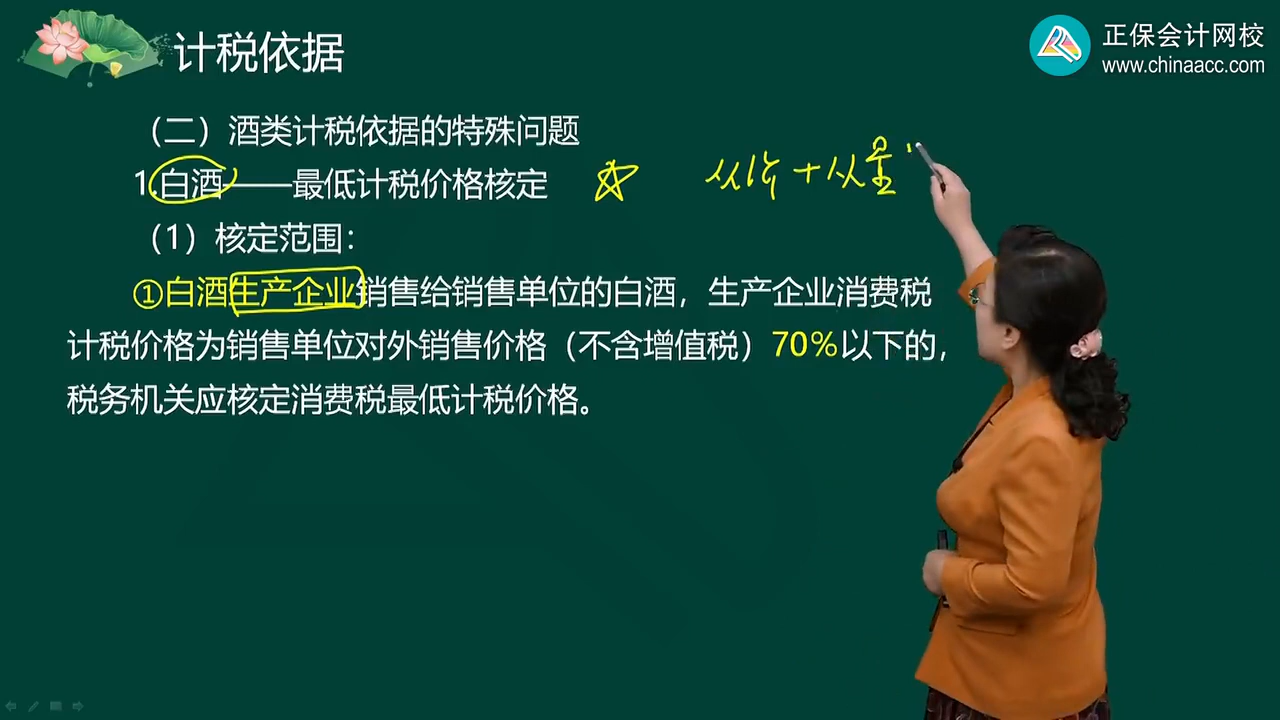 计税依据
正保会计网校
www.chinaacc.com
（二）酒类计税依据的特殊问题
1.白酒——最低计税价格核定
从价+从量
（1）核定范围：
①白酒生产企业销售给销售单位的白酒，生产企业消费税
计税价格为销售单位对外销售价格（不含增值税）70%以下的，
税务机关应核定消费税最低计税价格。